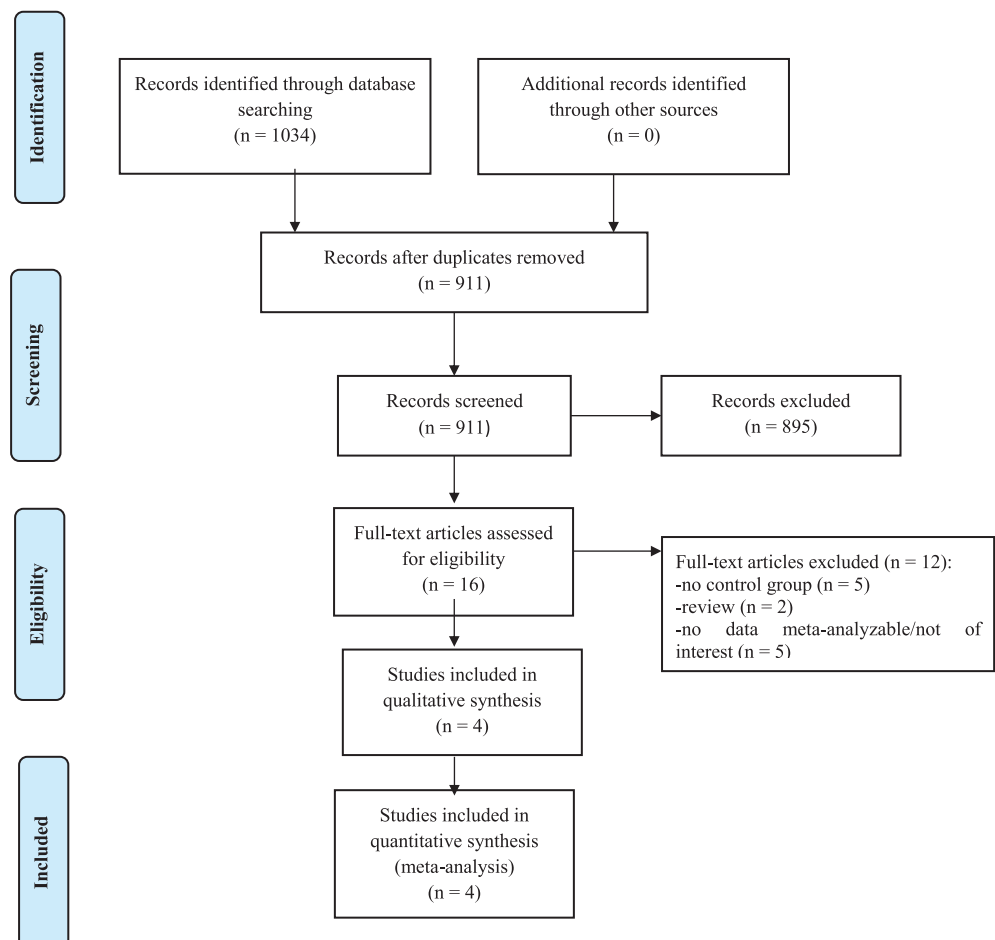 Identification
Records identified through database
searching
(n = 1034)
Additional records identified
through other sources
(n = 0)
Records after duplicates removed
(n = 911)
Screening
Records screened
(n = 911)
Records excluded
(n = 895)
Eligibility
Full-text articles assessed
for eligibility
(n = 16)
Full-text articles excluded (n = 12):
-no control group (n = 5)
-review (n = 2)
-no data meta-analyzable/not of
interest (n = 5)
Studies included in
qualitative synthesis
(n = 4)
Included
Studies included in
quantitative synthesis
(meta-analysis)
(n = 4)